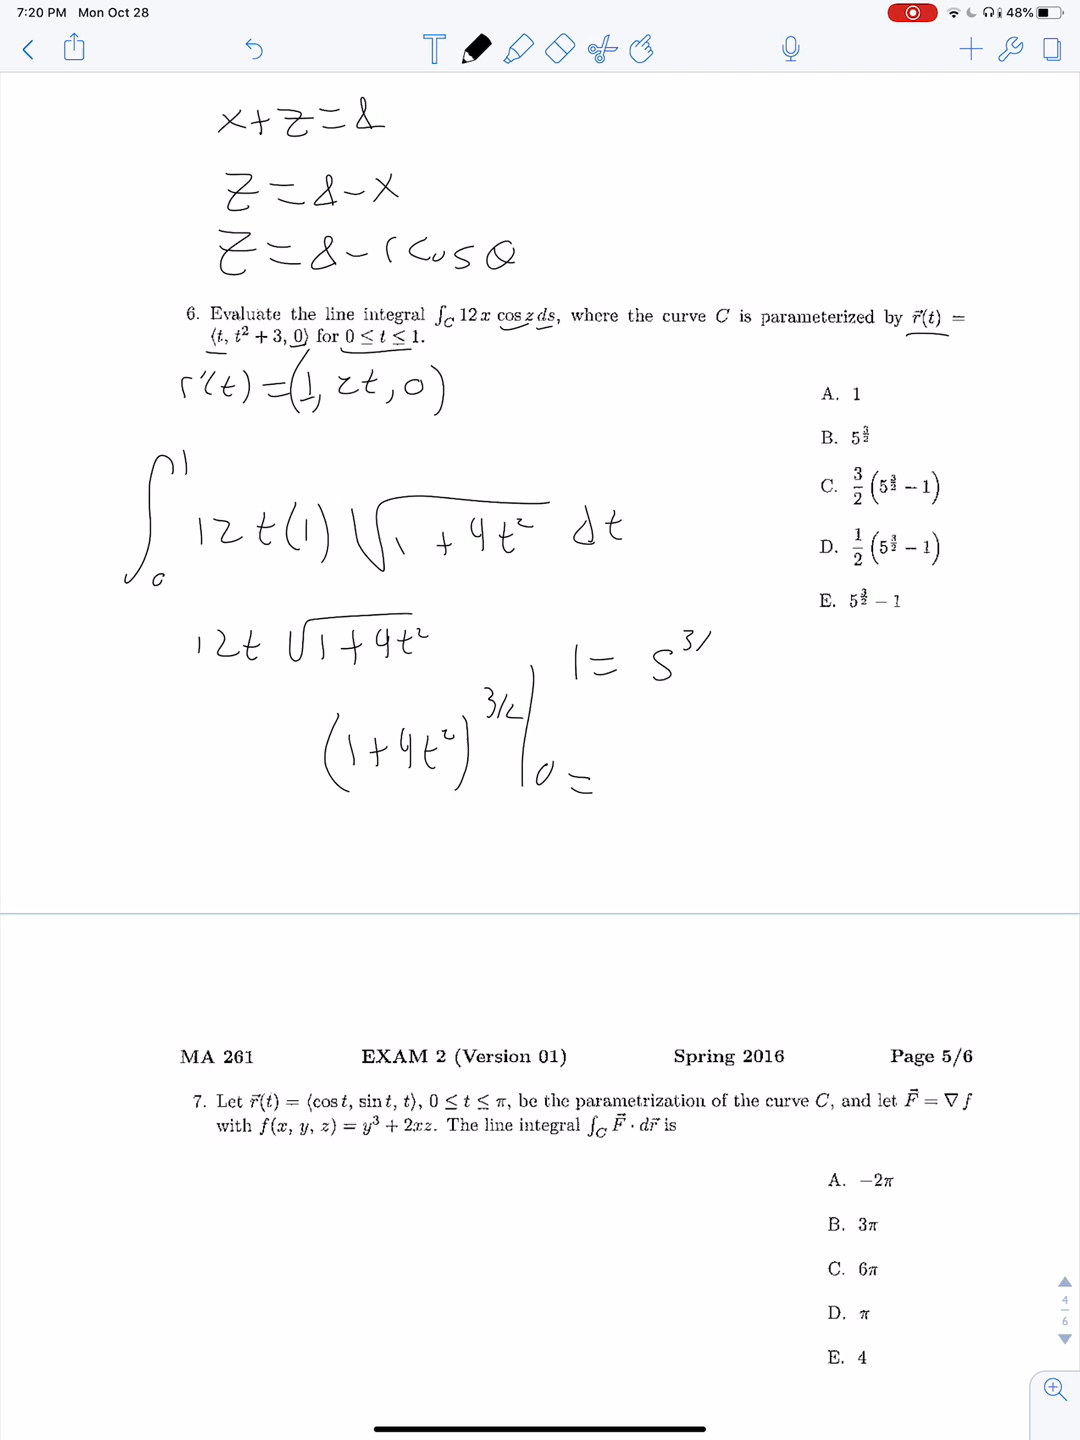 7:20 PM Mon Oct 28 48%
x+z=8
z=8-x
z=8-rcosθ
6. Evaluate the line integral ∫_C 12x cos z ds, where the curve C is parameterized by r⃗(t) =
⟨t, t² + 3, 0⟩ for 0 ≤ t ≤ 1.
r'(t)=(1, 2t, 0)
A. 1
B. 5^{3/2}
C. 3/2 (5^{3/2} − 1)
D. 1/2 (5^{3/2} − 1)
E. 5^{3/2} − 1
∫_0^1 12t(1) √(1+4t²) dt
12t √(1+4t²)
(1+4t²)^{3/2} |
1= 5^{3/
0=
MA 261 EXAM 2 (Version 01) Spring 2016 Page 5/6
7. Let r⃗(t) = ⟨cos t, sin t, t⟩, 0 ≤ t ≤ π, be the parametrization of the curve C, and let F⃗ = ∇f
with f(x, y, z) = y³ + 2xz. The line integral ∫_C F⃗ · dr⃗ is
A. −2π
B. 3π
C. 6π
D. π
E. 4
4
6